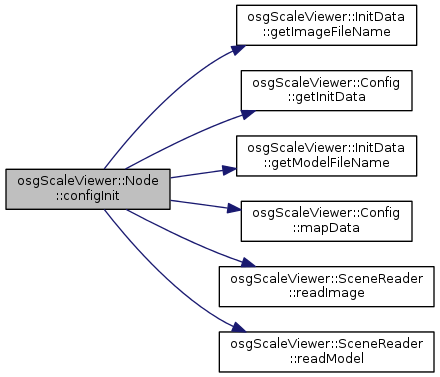 osgScaleViewer::InitData
::getImageFileName
osgScaleViewer::Config
::getInitData
osgScaleViewer::InitData
::getModelFileName
osgScaleViewer::Node
::configInit
osgScaleViewer::Config
::mapData
osgScaleViewer::SceneReader
::readImage
osgScaleViewer::SceneReader
::readModel